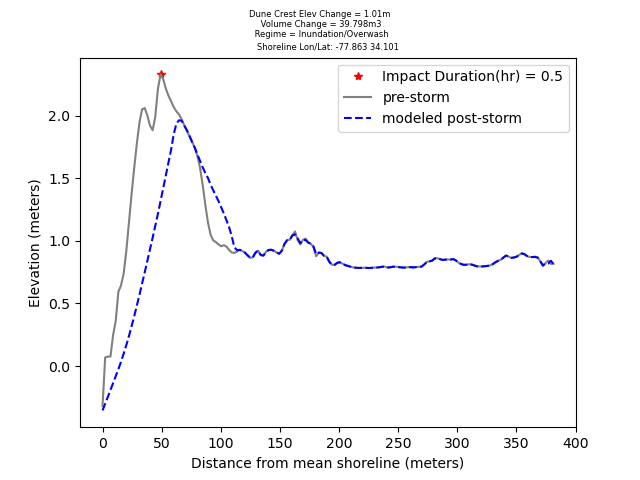 Dune Crest Elev Change = 1.01m
Volume Change = 39.798m3
Regime = Inundation/Overwash
Shoreline Lon/Lat: -77.863 34.101
Impact Duration(hr) = 0.5
pre-storm
modeled post-storm
Elevation (meters)
2.0
1.5
1.0
0.5
0.0
0 50 100 150 200 250 300 350 400
Distance from mean shoreline (meters)